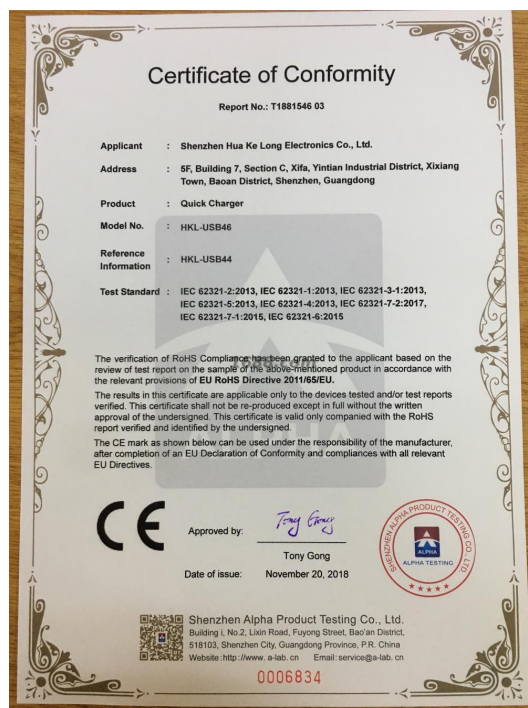 Certificate of Conformity
Report No.: T1881546 03
Applicant : Shenzhen Hua Ke Long Electronics Co., Ltd.
Address : 5F, Building 7, Section C, Xifa, Yintian Industrial District, Xixiang
Town, Baoan District, Shenzhen, Guangdong
Product : Quick Charger
Model No. : HKL-USB46
Reference
Information : HKL-USB44
Test Standard : IEC 62321-2:2013, IEC 62321-1:2013, IEC 62321-3-1:2013,
IEC 62321-5:2013, IEC 62321-4:2013, IEC 62321-7-2:2017,
IEC 62321-7-1:2015, IEC 62321-6:2015
The verification of RoHS Compliance has been granted to the applicant based on the
review of test report on the sample of the above-mentioned product in accordance with
the relevant provisions of EU RoHS Directive 2011/65/EU.
The results in this certificate are applicable only to the devices tested and/or test reports
verified. This certificate shall not be re-produced except in full without the written
approval of the undersigned. This certificate is valid only companied with the RoHS
report verified and identified by the undersigned.
The CE mark as shown below can be used under the responsibility of the manufacturer,
after completion of an EU Declaration of Conformity and compliances with all relevant
EU Directives.
CE
Approved by: Tony Gong
Tony Gong
Date of issue: November 20, 2018
SHENZHEN ALPHA PRODUCT TESTING CO., LTD.
ALPHA
ALPHA TESTING
Shenzhen Alpha Product Testing Co., Ltd.
Building i, No.2, Lixin Road, Fuyong Street, Bao'an District,
518103, Shenzhen City, Guangdong Province, P.R. China
Website:http://www. a-lab. cn Email:service@a-lab. cn
0006834